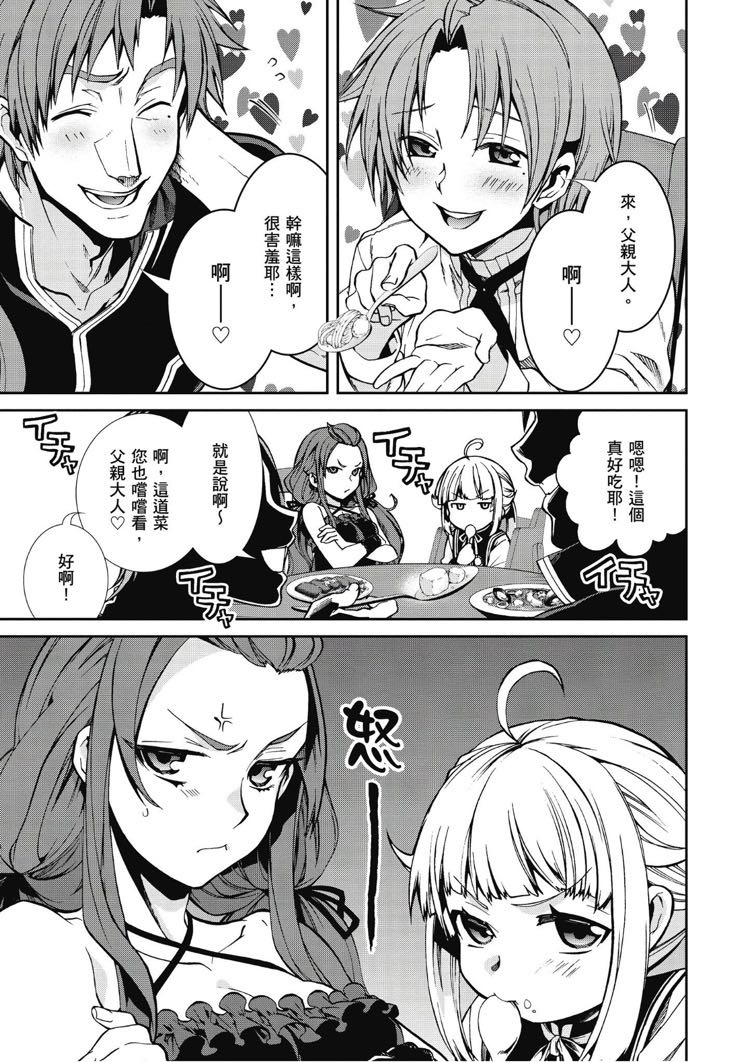 來，父親大人。
啊——♡
幹嘛這樣啊，
很害羞耶…
啊——♡
嗯嗯！這個
真好吃耶！
イチャ
イチャ
就是說啊～
啊，這道菜
您也嚐嚐看，
父親大人♡
好啊！
イチャ
イチャ
怒——